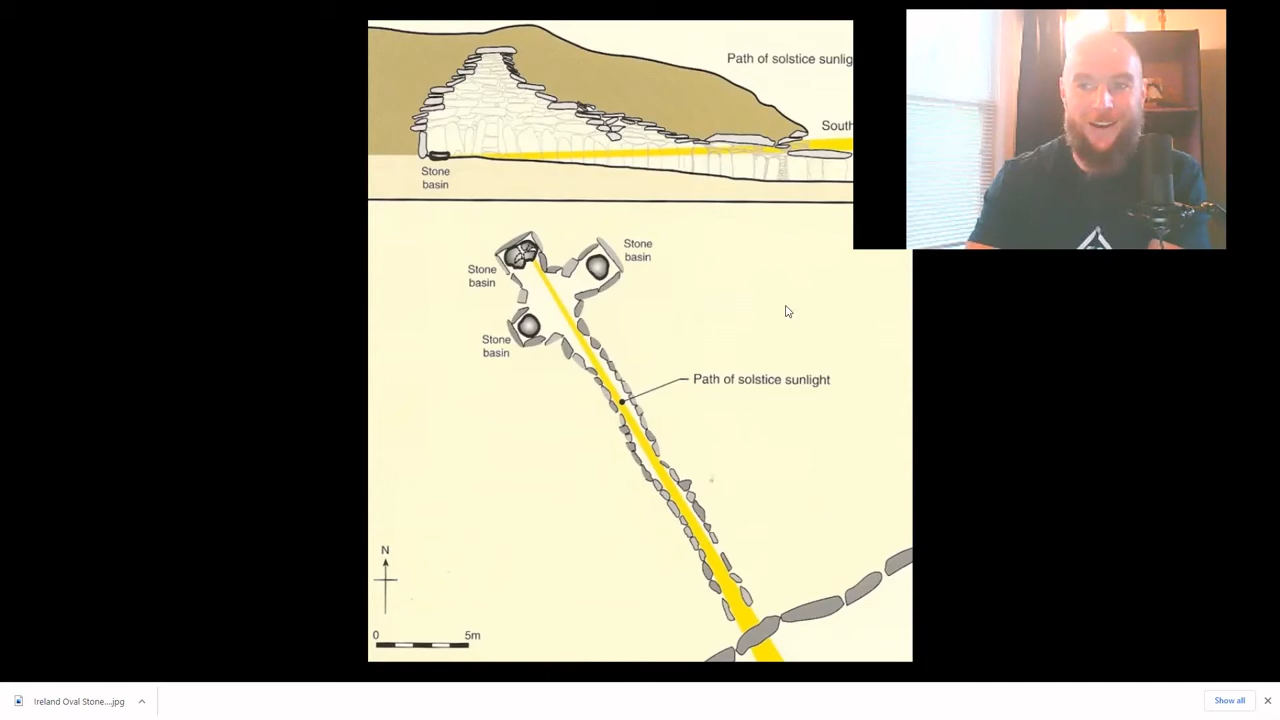 Path of solstice sunlig
South
Stone
basin
Stone
basin
Stone
basin
Stone
basin
Path of solstice sunlight
N
0 5m
Ireland Oval Stone....jpg
Show all